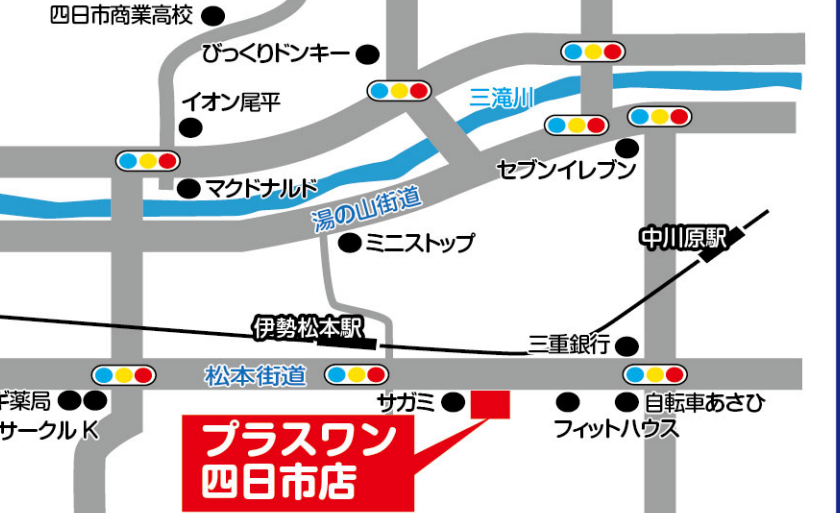 四日市商業高校
びっくりドンキー
イオン尾平
三滝川
セブンイレブン
マクドナルド
湯の山街道
ミニストップ
中川原駅
伊勢松本駅
三重銀行
松本街道
ギ薬局
サークルK
サガミ
自転車あさひ
フィットハウス
プラスワン
四日市店